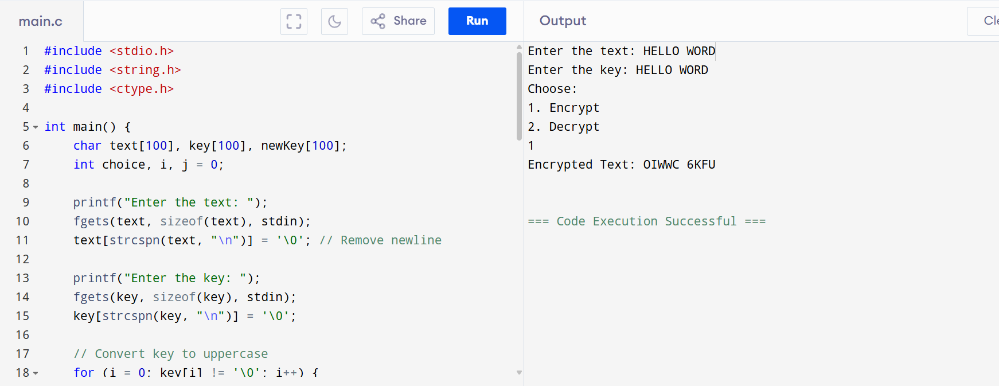 main.c
Share
Run
Output
1 #include <stdio.h>
2 #include <string.h>
3 #include <ctype.h>
4
5 int main() {
6 char text[100], key[100], newKey[100];
7 int choice, i, j = 0;
8
9 printf("Enter the text: ");
10 fgets(text, sizeof(text), stdin);
11 text[strcspn(text, "\n")] = '\0'; // Remove newline
12
13 printf("Enter the key: ");
14 fgets(key, sizeof(key), stdin);
15 key[strcspn(key, "\n")] = '\0';
16
17 // Convert key to uppercase
18 for (i = 0; key[i] != '\0'; i++) {
Enter the text: HELLO WORD
Enter the key: HELLO WORD
Choose:
1. Encrypt
2. Decrypt
1
Encrypted Text: OIWWC 6KFU
=== Code Execution Successful ===